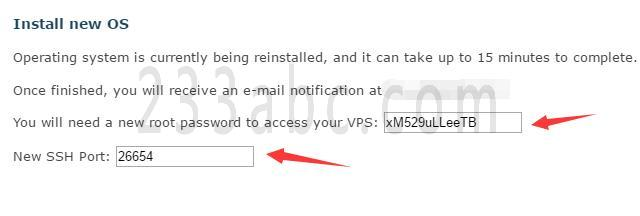 Install new OS
Operating system is currently being reinstalled, and it can take up to 15 minutes to complete.
Once finished, you will receive an e-mail notification at
You will need a new root password to access your VPS: xM529uLLeeTB
New SSH Port: 26654
233abc.com